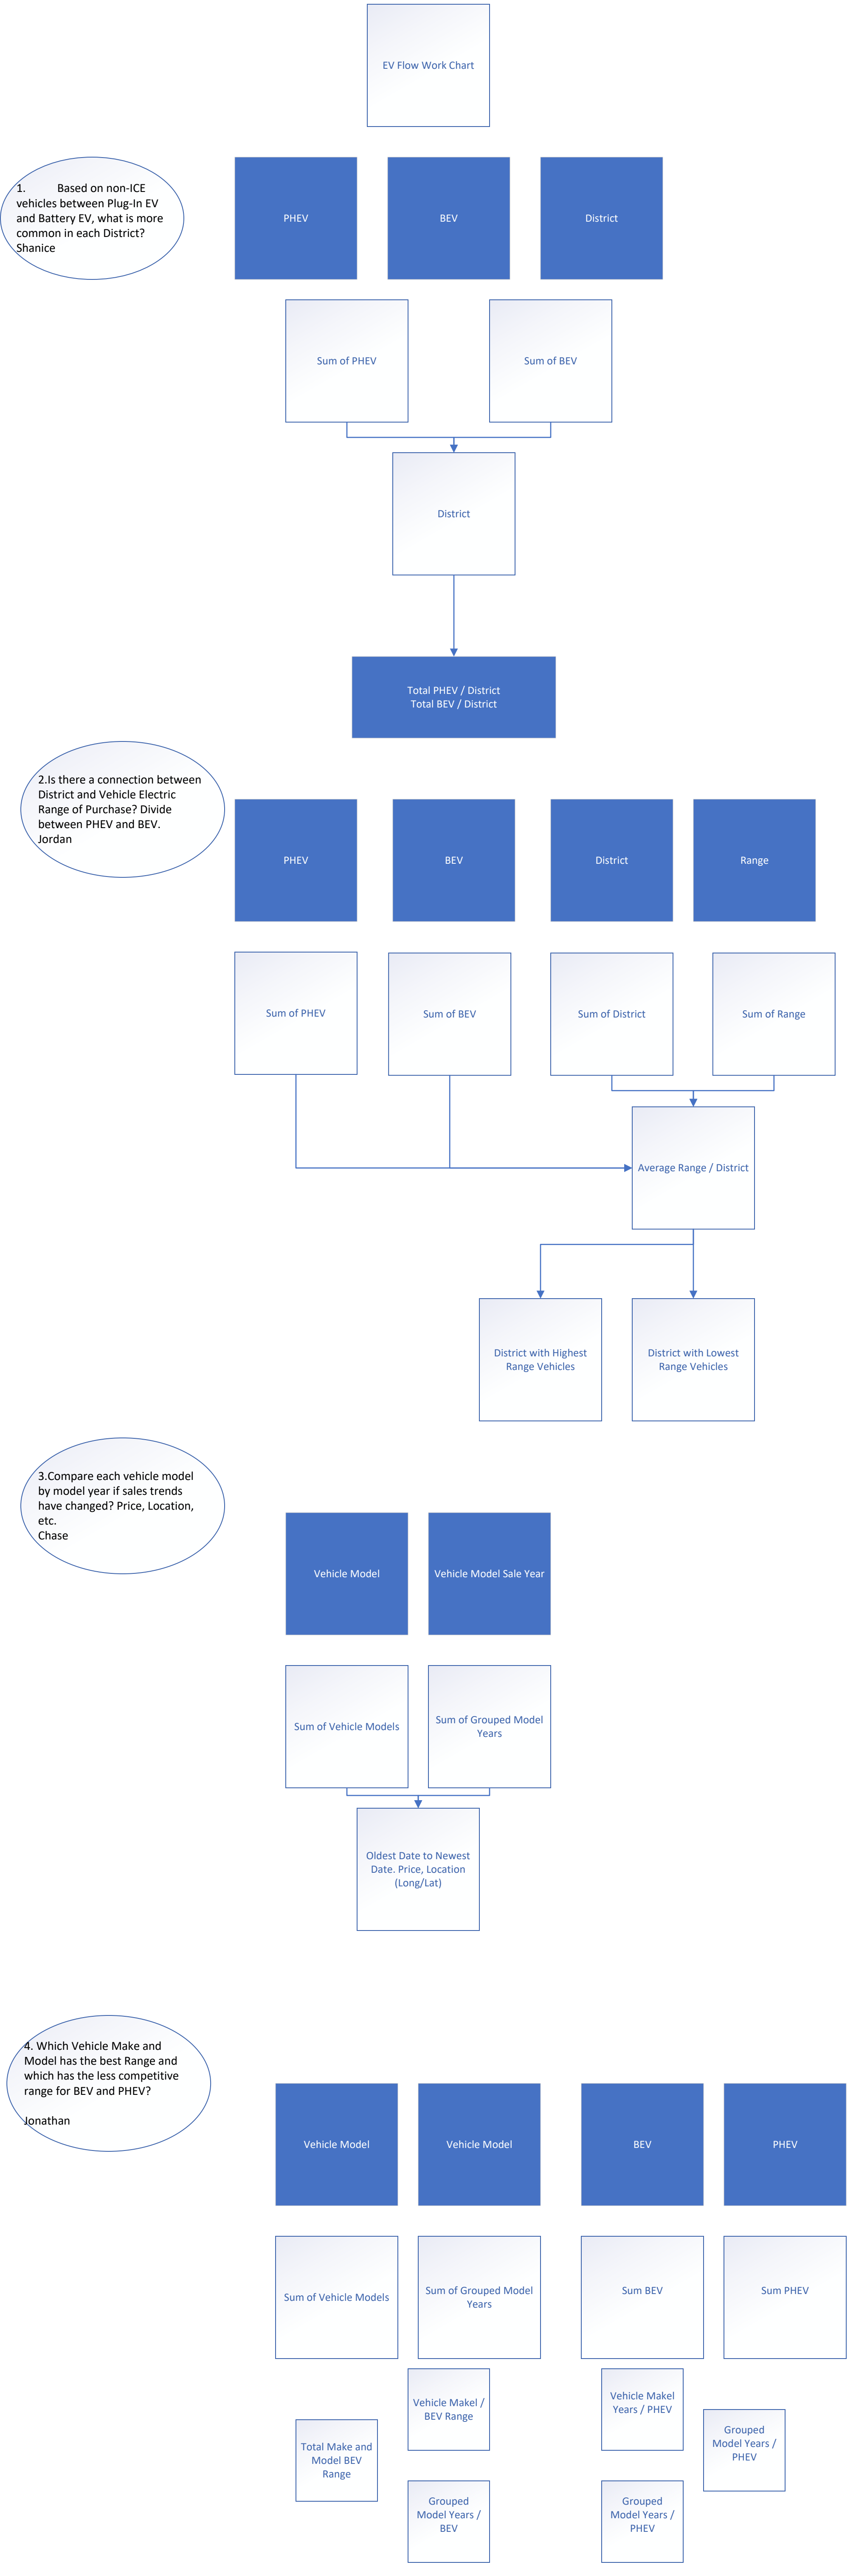 EV Flow Work Chart
1. Based on non-ICE
vehicles between Plug-In EV
and Battery EV, what is more
common in each District?
Shanice
PHEV
BEV
District
Sum of PHEV
Sum of BEV
District
Total PHEV / District
Total BEV / District
2.Is there a connection between
District and Vehicle Electric
Range of Purchase? Divide
between PHEV and BEV.
Jordan
PHEV
BEV
District
Range
Sum of PHEV
Sum of BEV
Sum of District
Sum of Range
Average Range / District
District with Highest
Range Vehicles
District with Lowest
Range Vehicles
3.Compare each vehicle model
by model year if sales trends
have changed? Price, Location,
etc.
Chase
Vehicle Model
Vehicle Model Sale Year
Sum of Vehicle Models
Sum of Grouped Model
Years
Oldest Date to Newest
Date. Price, Location
(Long/Lat)
4. Which Vehicle Make and
Model has the best Range and
which has the less competitive
range for BEV and PHEV?
Jonathan
Vehicle Model
Vehicle Model
BEV
PHEV
Sum of Vehicle Models
Sum of Grouped Model
Years
Sum BEV
Sum PHEV
Vehicle Makel /
BEV Range
Vehicle Makel
Years / PHEV
Total Make and
Model BEV
Range
Grouped
Model Years /
PHEV
Grouped
Model Years /
BEV
Grouped
Model Years /
PHEV